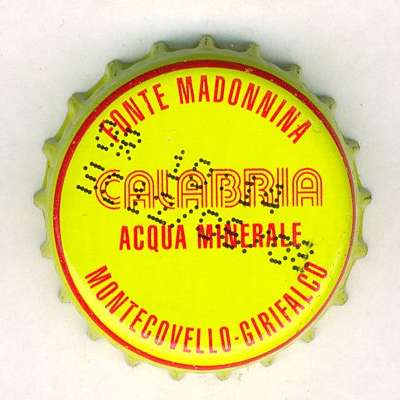 FONTE MADONNINA
CALABRIA
ACQUA MINERALE
MONTECOVELLO-GIRIFALCO